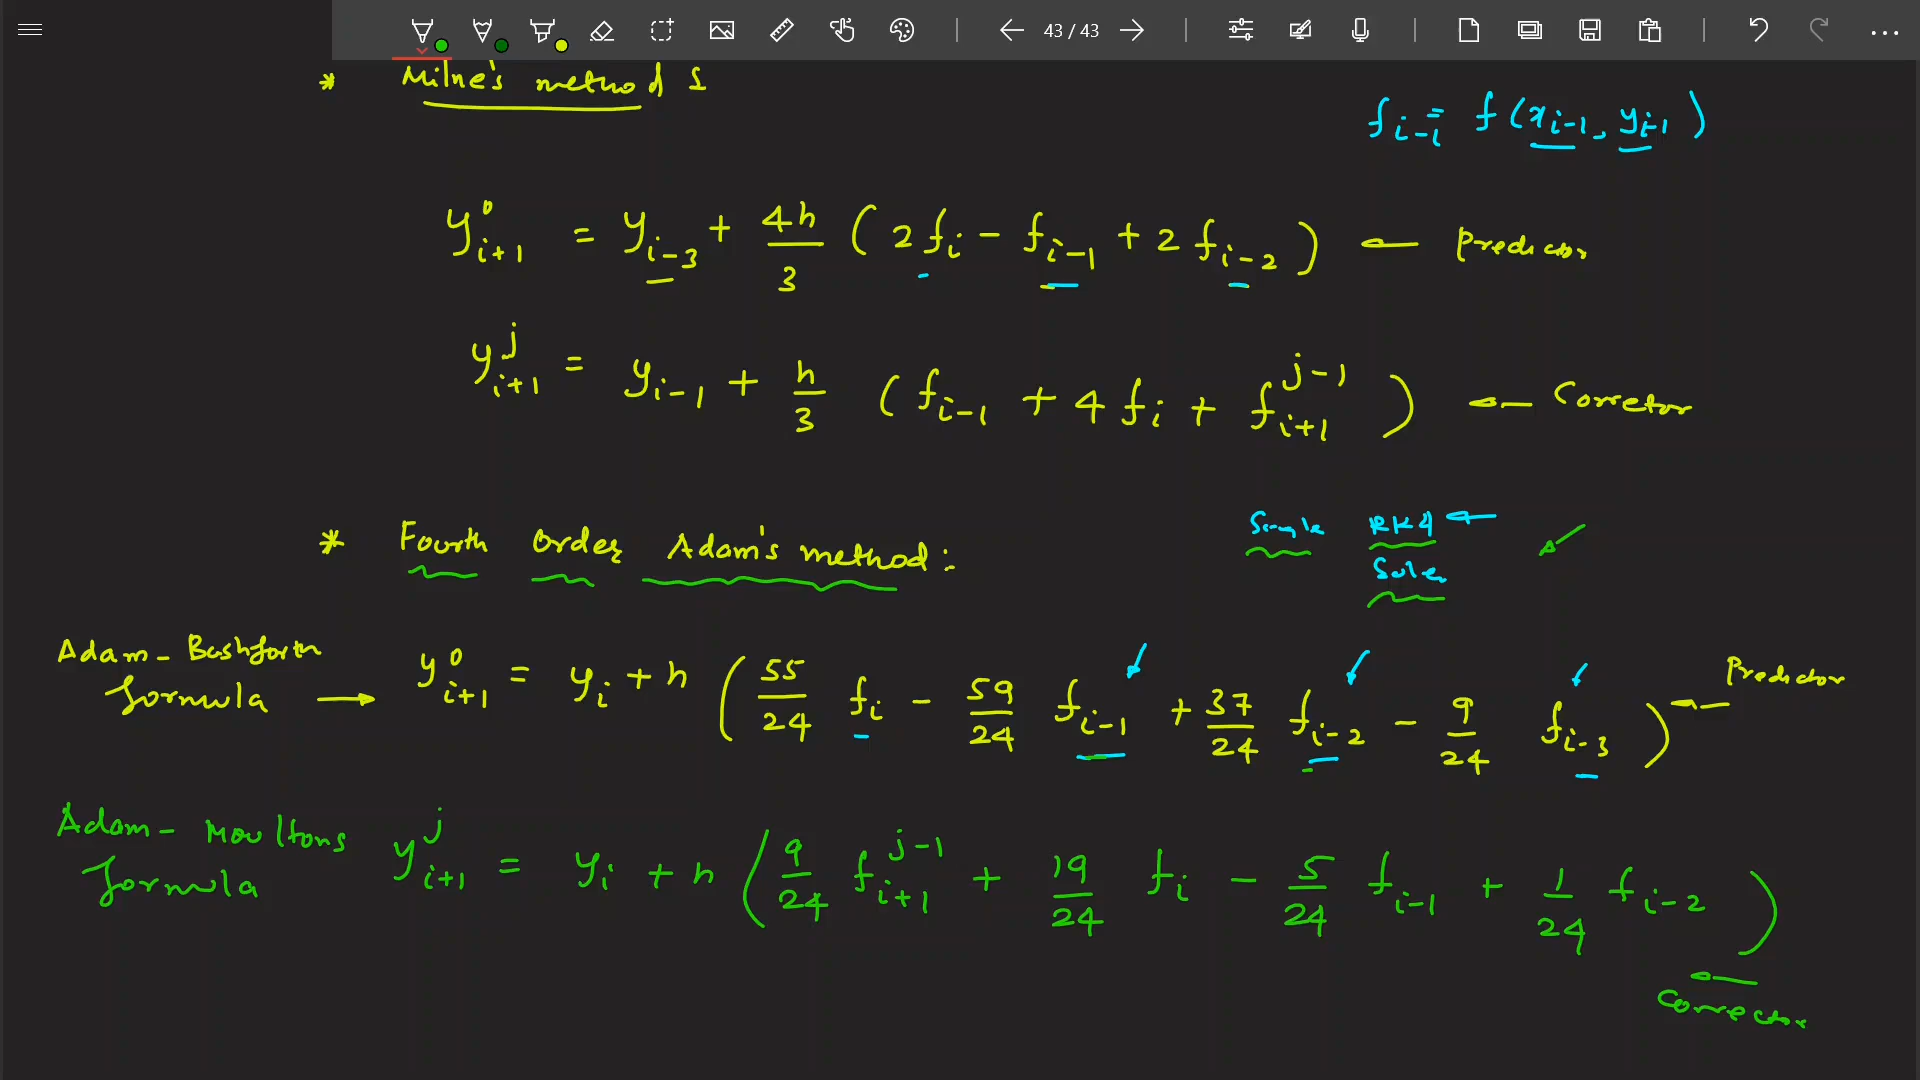 43 / 43
* Milne's method :
f_{i-1} = f(x_{i-1}, y_{i-1})
y^0_{i+1} = y_{i-3} + 4h/3 (2f_i - f_{i-1} + 2f_{i-2}) ← Predictor
y^j_{i+1} = y_{i-1} + h/3 (f_{i-1} + 4f_i + f^{j-1}_{i+1}) ← Corretor
* Fourth order Adam's method:
Single RK4 ←
Adam-Bashforth formula → y^0_{i+1} = y_i + h (55/24 f_i - 59/24 f_{i-1} + 37/24 f_{i-2} - 9/24 f_{i-3}) ← Predictor
Adam-Moultons formula y^j_{i+1} = y_i + h (9/24 f^{j-1}_{i+1} + 19/24 f_i - 5/24 f_{i-1} + 1/24 f_{i-2})
← Corrector